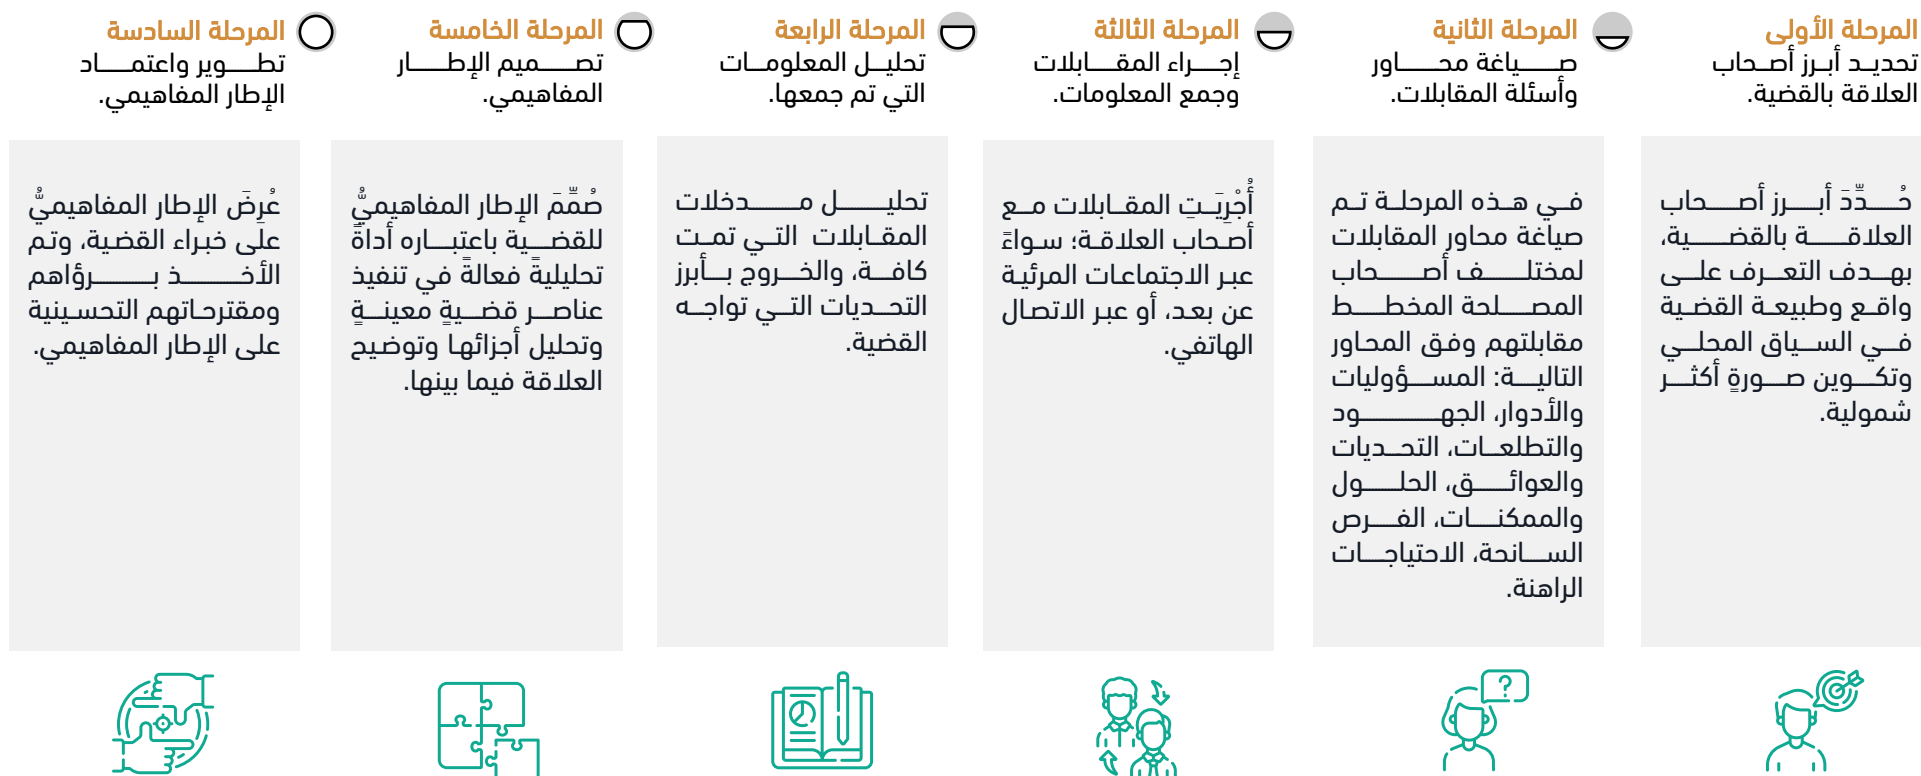 المرحلة الأولى
تحديد أبرز أصحاب
العلاقة بالقضية.
حُدِّدَ أبرز أصحاب
العلاقة بالقضية،
بهدف التعرف على
واقع وطبيعة القضية
في السياق المحلي
وتكوين صورةٍ أكثر
شمولية.
المرحلة الثانية
صياغة محاور
وأسئلة المقابلات.
في هذه المرحلة تم
صياغة محاور المقابلات
لمختلف أصحاب
المصلحة المخطط
مقابلتهم وفق المحاور
التالية: المسؤوليات
والأدوار، الجهود
والتطلعات، التحديات
والعوائق، الحلول
والممكنات، الفرص
السانحة، الاحتياجات
الراهنة.
المرحلة الثالثة
إجراء المقابلات
وجمع المعلومات.
أُجْرِيَتِ المقابلات مع
أصحاب العلاقة؛ سواءً
عبر الاجتماعات المرئية
عن بعد، أو عبر الاتصال
الهاتفي.
المرحلة الرابعة
تحليل المعلومات
التي تم جمعها.
تحليل مدخلات
المقابلات التي تمت
كافة، والخروج بأبرز
التحديات التي تواجه
القضية.
المرحلة الخامسة
تصميم الإطار
المفاهيمي.
صُمِّمَ الإطار المفاهيميُّ
للقضية باعتباره أداةً
تحليليةً فعالةً في تنفيذ
عناصر قضيةٍ معينةٍ
وتحليل أجزائها وتوضيح
العلاقة فيما بينها.
المرحلة السادسة
تطوير واعتماد
الإطار المفاهيمي.
عُرِضَ الإطار المفاهيميُّ
على خبراء القضية، وتم
الأخذ برؤاهم
ومقترحاتهم التحسينية
على الإطار المفاهيمي.
?